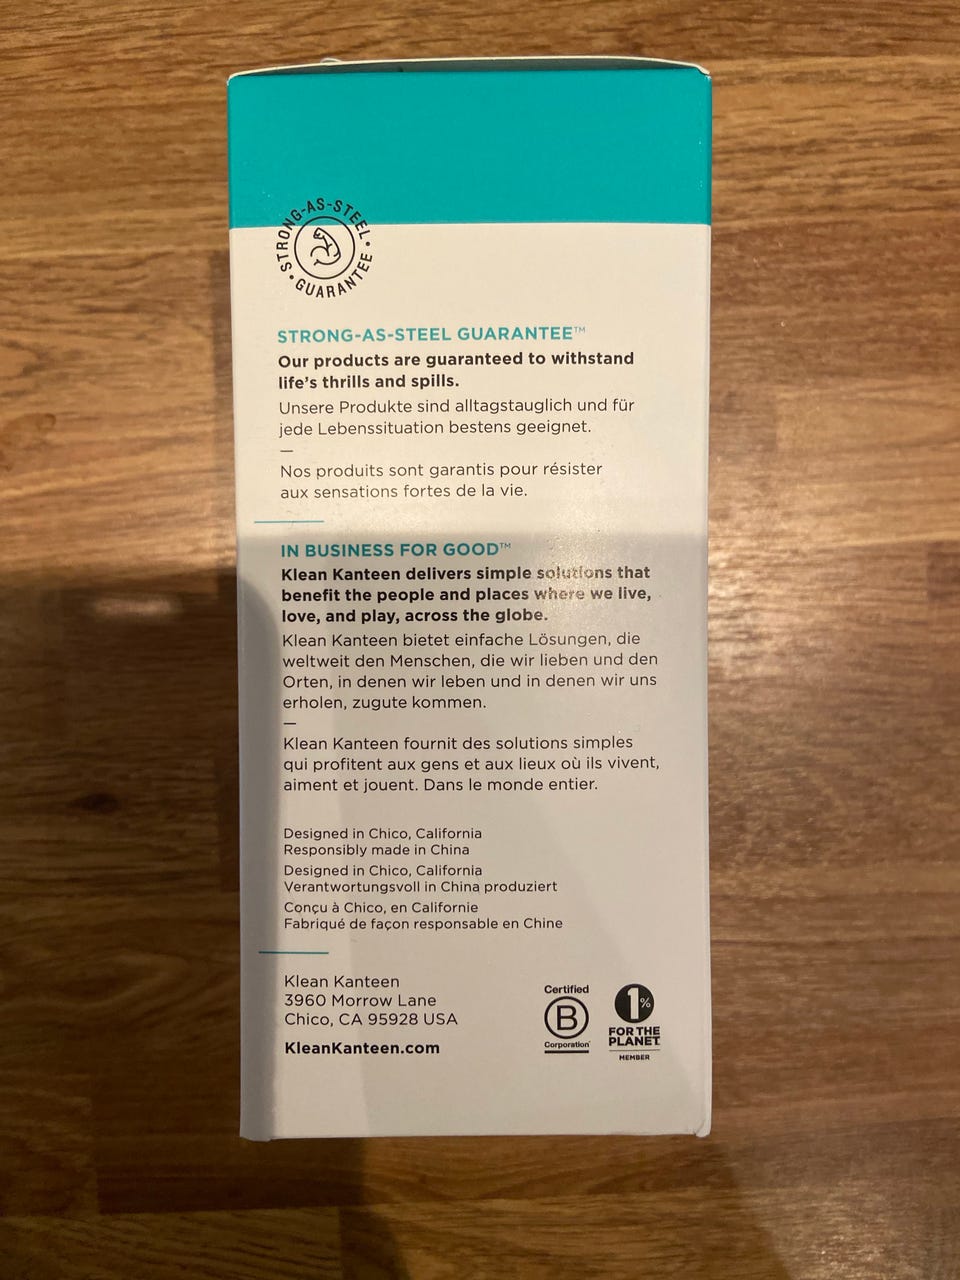 STRONG-AS-STEEL • GUARANTEE •
STRONG-AS-STEEL GUARANTEE™
Our products are guaranteed to withstand
life's thrills and spills.
Unsere Produkte sind alltagstauglich und für
jede Lebenssituation bestens geeignet.
—
Nos produits sont garantis pour résister
aux sensations fortes de la vie.
IN BUSINESS FOR GOOD™
Klean Kanteen delivers simple solutions that
benefit the people and places where we live,
love, and play, across the globe.
Klean Kanteen bietet einfache Lösungen, die
weltweit den Menschen, die wir lieben und den
Orten, in denen wir leben und in denen wir uns
erholen, zugute kommen.
—
Klean Kanteen fournit des solutions simples
qui profitent aux gens et aux lieux où ils vivent,
aiment et jouent. Dans le monde entier.
Designed in Chico, California
Responsibly made in China
Designed in Chico, California
Verantwortungsvoll in China produziert
Conçu à Chico, en Californie
Fabriqué de façon responsable en Chine
Klean Kanteen
3960 Morrow Lane
Chico, CA 95928 USA
KleanKanteen.com
Certified
B
Corporation
1%
FOR THE
PLANET
MEMBER